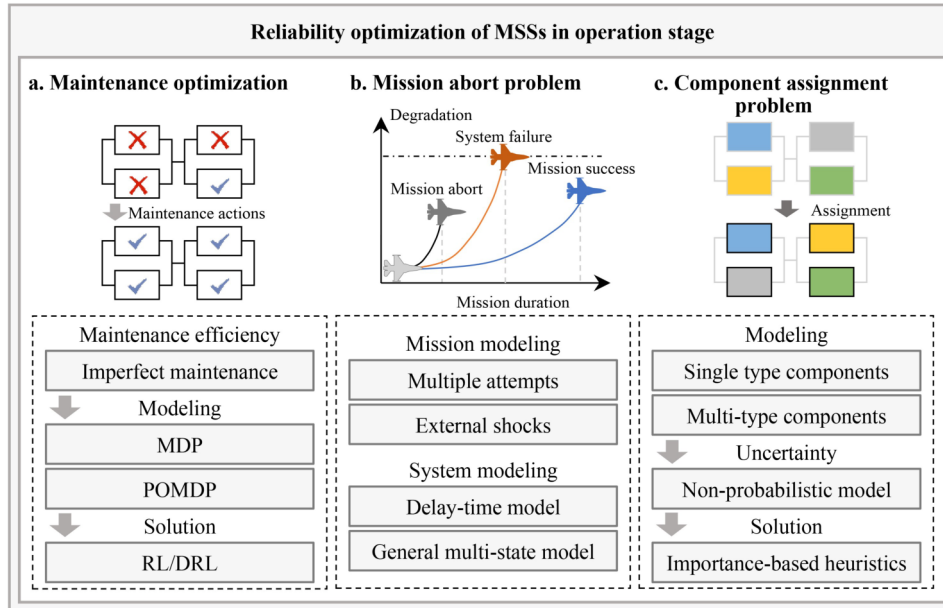 Reliability optimization of MSSs in operation stage
a. Maintenance optimization
Maintenance actions
Maintenance efficiency
Imperfect maintenance
Modeling
MDP
POMDP
Solution
RL/DRL
b. Mission abort problem
Degradation
System failure
Mission success
Mission abort
Mission duration
Mission modeling
Multiple attempts
External shocks
System modeling
Delay-time model
General multi-state model
c. Component assignment
problem
Assignment
Modeling
Single type components
Multi-type components
Uncertainty
Non-probabilistic model
Solution
Importance-based heuristics